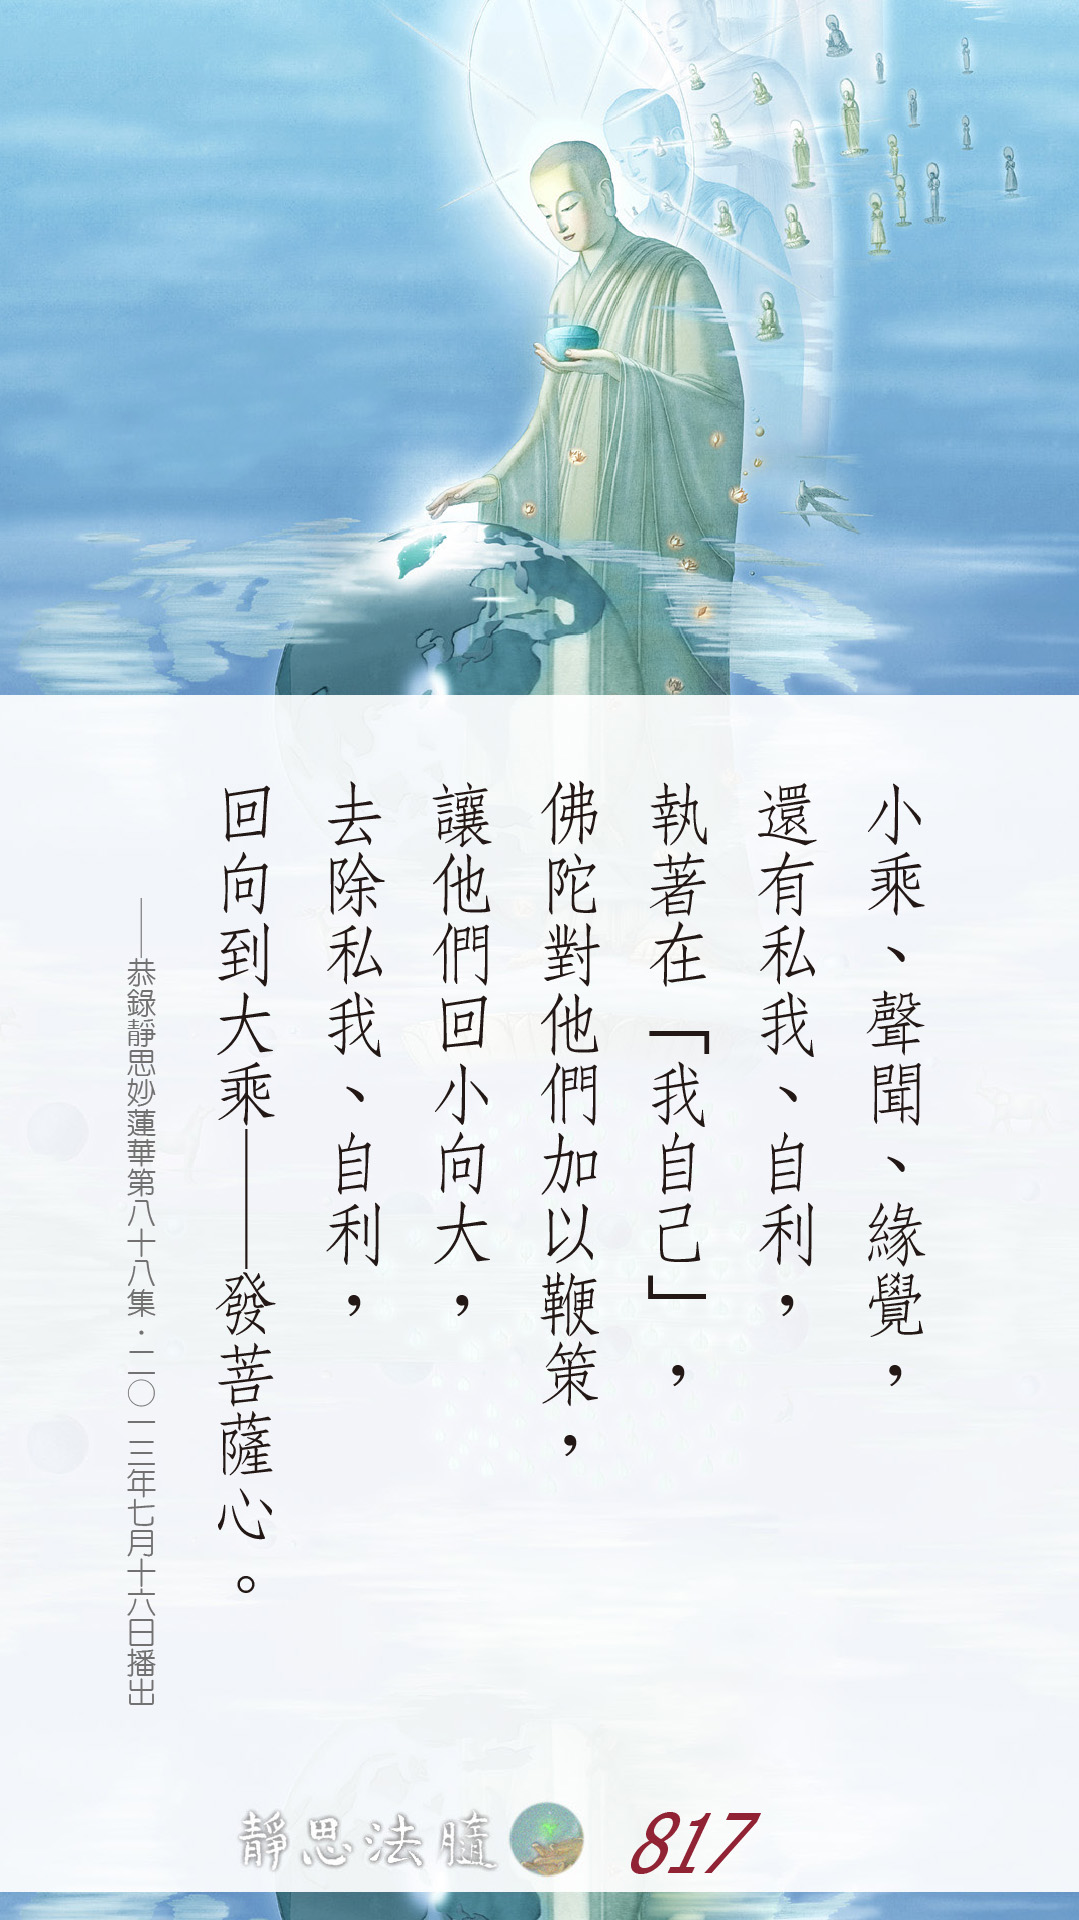 小乘、聲聞、緣覺，
還有私我、自利，
執著在「我自己」，
佛陀對他們加以鞭策，
讓他們回小向大，
去除私我、自利，
回向到大乘——發菩薩心。
——恭錄靜思妙蓮華第八十八集·二〇一三年七月十六日播出
靜思法髓 817